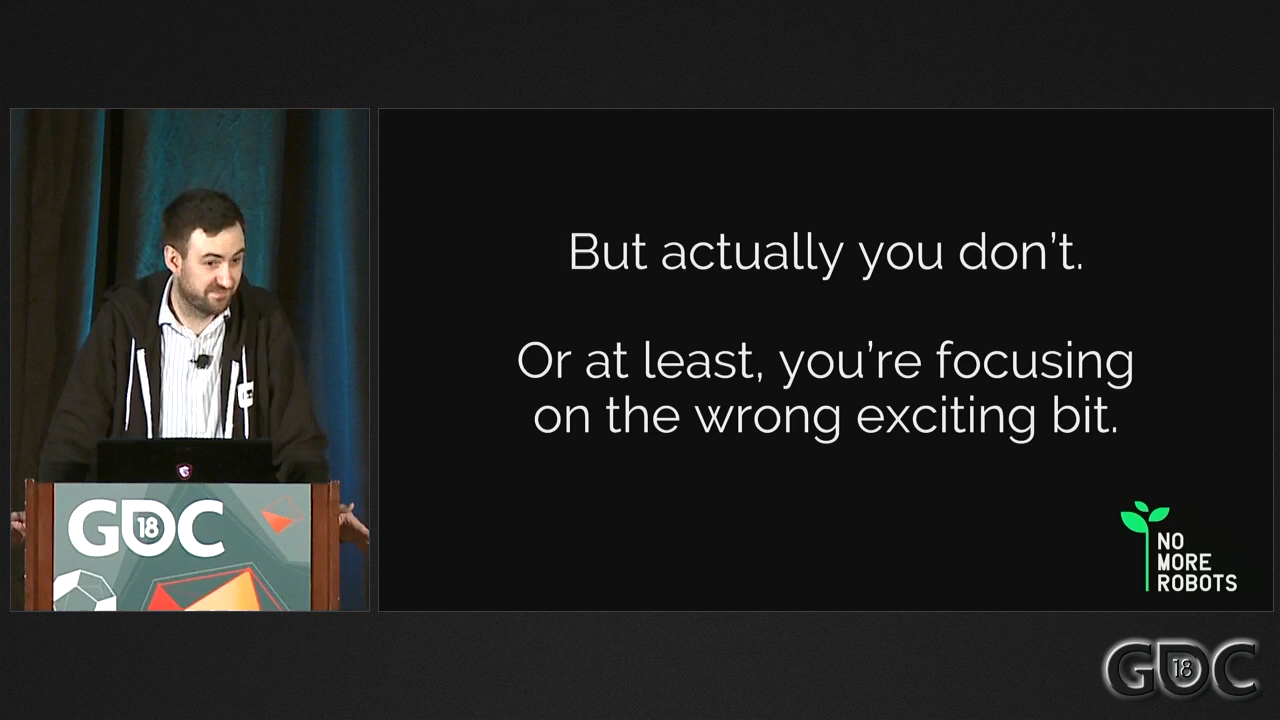 But actually you don't.
Or at least, you're focusing
on the wrong exciting bit.
NO
MORE
ROBOTS
GDC
18
GDC
18